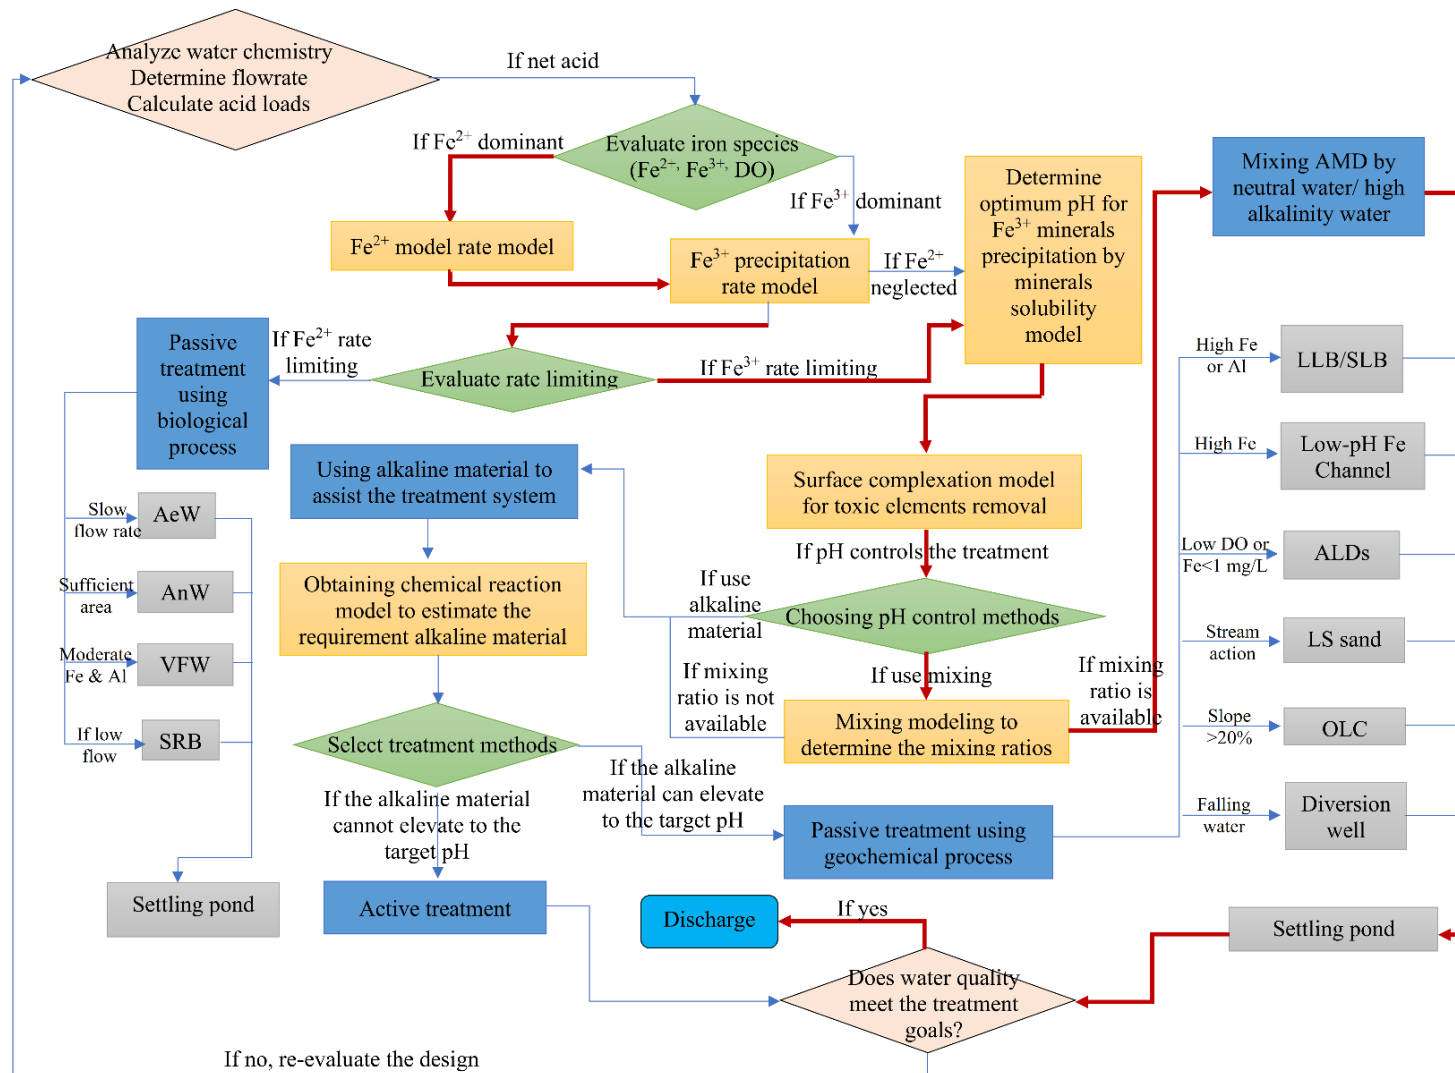 Analyze water chemistry
Determine flowrate
Calculate acid loads
If net acid
If Fe²⁺ dominant
Evaluate iron species
(Fe²⁺, Fe³⁺, DO)
If Fe³⁺ dominant
Fe²⁺ model rate model
Fe³⁺ precipitation
rate model
If Fe²⁺
neglected
Determine
optimum pH for
Fe³⁺ minerals
precipitation by
minerals
solubility
model
Mixing AMD by
neutral water/ high
alkalinity water
Passive
treatment
using
biological
process
If Fe²⁺ rate
limiting
Evaluate rate limiting
If Fe³⁺ rate limiting
High Fe
or Al
LLB/SLB
High Fe
Low-pH Fe
Channel
Low DO or
Fe<1 mg/L
ALDs
Stream
action
LS sand
Slope
>20%
OLC
Falling
water
Diversion
well
Using alkaline material to
assist the treatment system
Surface complexation model
for toxic elements removal
If pH controls the treatment
If use
alkaline
material
Choosing pH control methods
If mixing
ratio is not
available
If use mixing
If mixing
ratio is
available
Mixing modeling to
determine the mixing ratios
Slow
flow rate
AeW
Sufficient
area
AnW
Moderate
Fe & Al
VFW
If low
flow
SRB
Obtaining chemical reaction
model to estimate the
requirement alkaline material
Select treatment methods
If the alkaline material
cannot elevate to the
target pH
If the alkaline
material can elevate
to the target pH
Passive treatment using
geochemical process
Settling pond
Active treatment
Discharge
If yes
Settling pond
Does water quality
meet the treatment
goals?
If no, re-evaluate the design